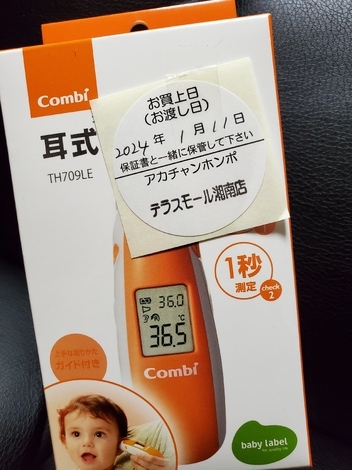 Combi
お買上日
(お渡し日)
2024年 1月 11日
保証書と一緒に保管して下さい
アカチャンホンポ
テラスモール湘南店
耳式
TH709LE
1秒
測定
check
2
36.0
36.5
℃
Combi
ガイド付き
baby label